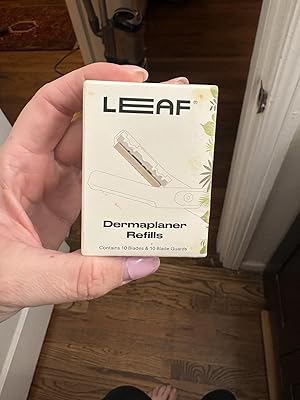 LEAF®
Dermaplaner
Refills
Contains 10 Blades & 10 Blade Guards